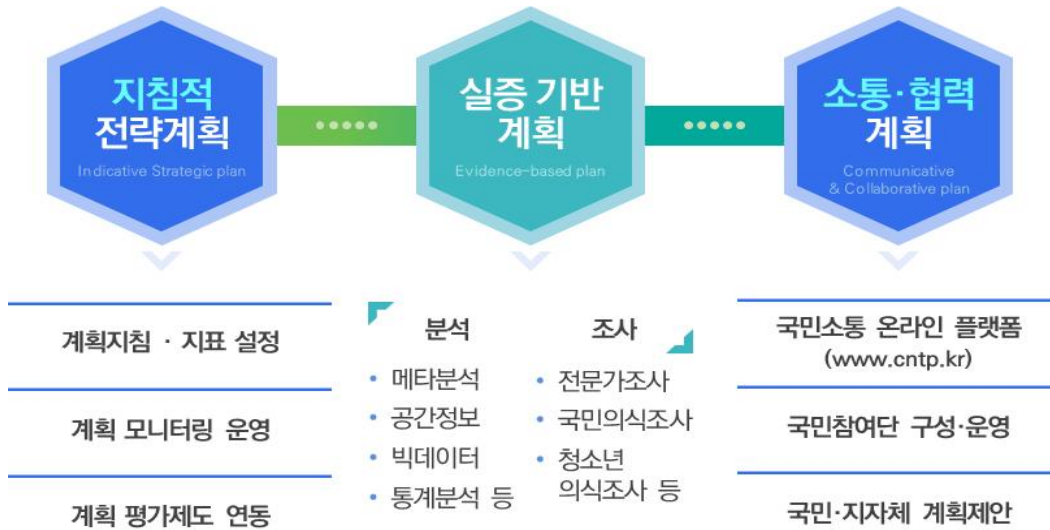 지침적
전략계획
Indicative Strategic plan
실증 기반
계획
Evidence-based plan
소통·협력
계획
Communicative
& Collaborative plan
계획지침 · 지표 설정
계획 모니터링 운영
계획 평가제도 연동
분석
• 메타분석
• 공간정보
• 빅데이터
• 통계분석 등
조사
• 전문가조사
• 국민의식조사
• 청소년
의식조사 등
국민소통 온라인 플랫폼
(www.cntp.kr)
국민참여단 구성·운영
국민·지자체 계획제안